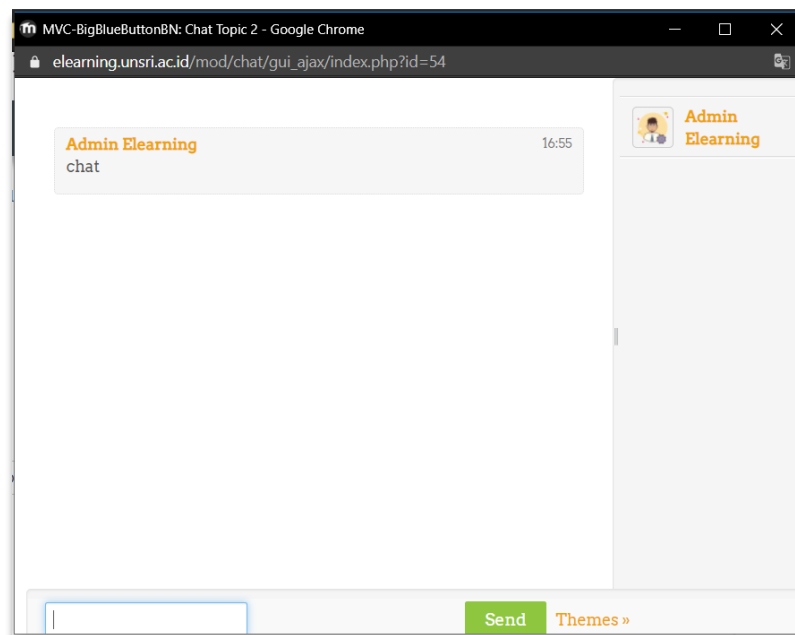 MVC-BigBlueButtonBN: Chat Topic 2 - Google Chrome
elearning.unsri.ac.id/mod/chat/gui_ajax/index.php?id=54
Admin Elearning 16:55
chat
Admin
Elearning
Send Themes »